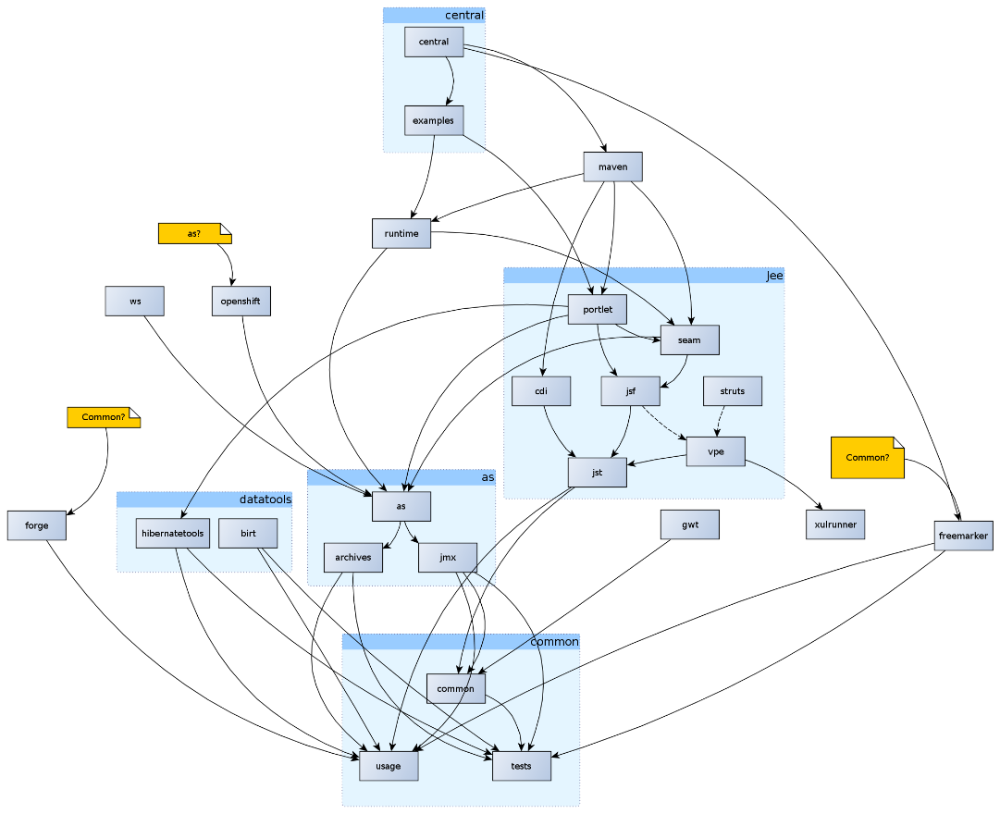 central
central
examples
maven
as?
runtime
Jee
ws
openshift
portlet
seam
cdi
jsf
struts
Common?
vpe
Common?
jst
as
datatools
as
forge
hibernatetools
birt
gwt
xulrunner
freemarker
archives
jmx
common
common
usage
tests